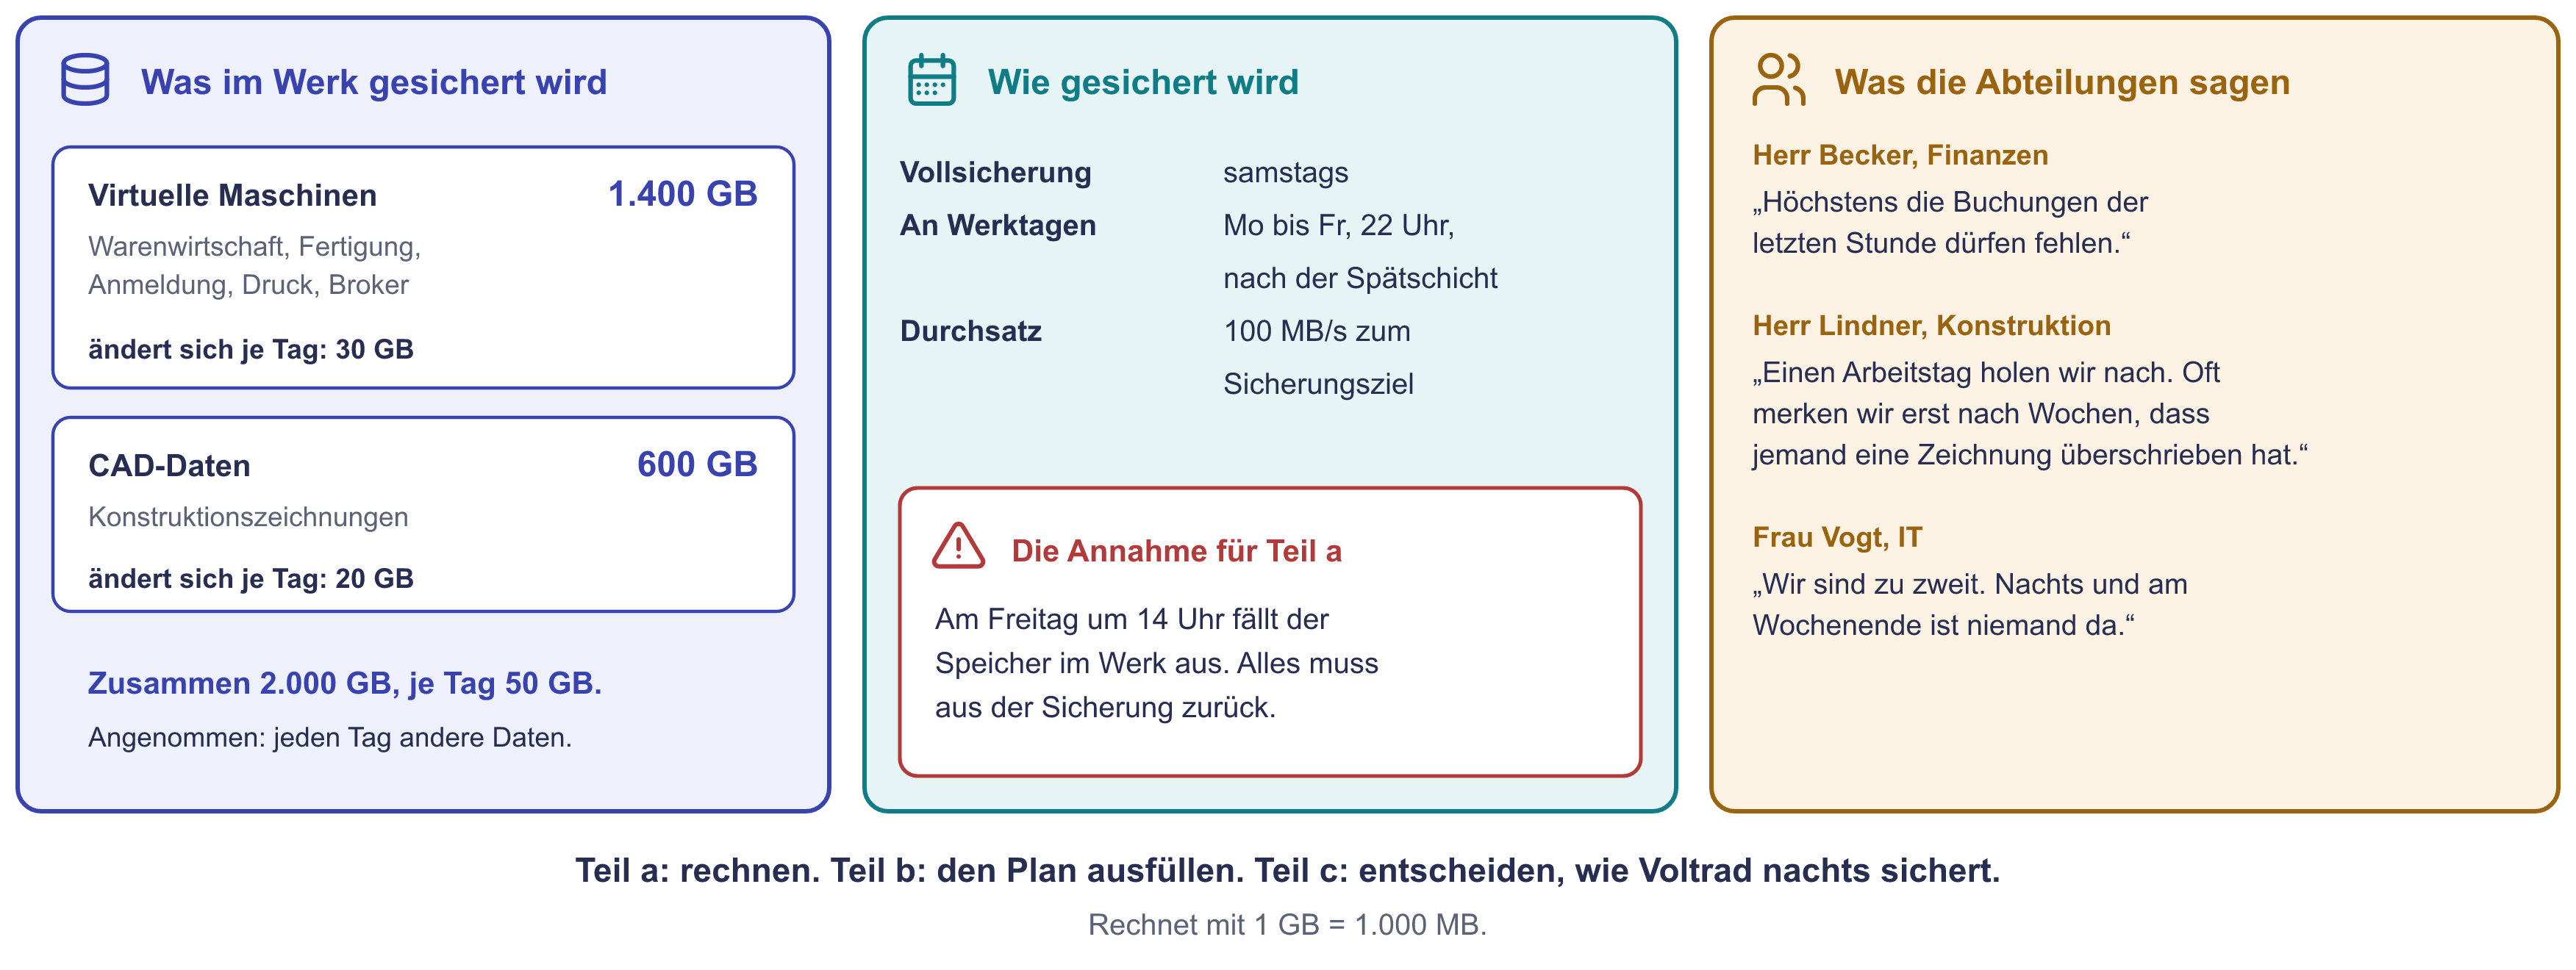 Was im Werk gesichert wird
Virtuelle Maschinen 1.400 GB
Warenwirtschaft, Fertigung,
Anmeldung, Druck, Broker
ändert sich je Tag: 30 GB
CAD-Daten 600 GB
Konstruktionszeichnungen
ändert sich je Tag: 20 GB
Zusammen 2.000 GB, je Tag 50 GB.
Angenommen: jeden Tag andere Daten.
Wie gesichert wird
Vollsicherung samstags
An Werktagen Mo bis Fr, 22 Uhr,
nach der Spätschicht
Durchsatz 100 MB/s zum
Sicherungsziel
Die Annahme für Teil a
Am Freitag um 14 Uhr fällt der
Speicher im Werk aus. Alles muss
aus der Sicherung zurück.
Was die Abteilungen sagen
Herr Becker, Finanzen
„Höchstens die Buchungen der
letzten Stunde dürfen fehlen.“
Herr Lindner, Konstruktion
„Einen Arbeitstag holen wir nach. Oft
merken wir erst nach Wochen, dass
jemand eine Zeichnung überschrieben hat.“
Frau Vogt, IT
„Wir sind zu zweit. Nachts und am
Wochenende ist niemand da.“
Teil a: rechnen. Teil b: den Plan ausfüllen. Teil c: entscheiden, wie Voltrad nachts sichert.
Rechnet mit 1 GB = 1.000 MB.